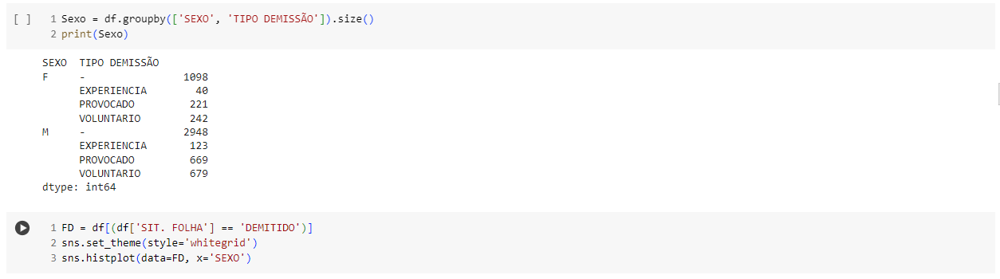 [ ] 1 Sexo = df.groupby(['SEXO', 'TIPO DEMISSÃO']).size()
2 print(Sexo)
SEXO  TIPO DEMISSÃO
F     -                1098
      EXPERIENCIA        40
      PROVOCADO         221
      VOLUNTARIO        242
M     -                2948
      EXPERIENCIA       123
      PROVOCADO         669
      VOLUNTARIO        679
dtype: int64
1 FD = df[(df['SIT. FOLHA'] == 'DEMITIDO')]
2 sns.set_theme(style='whitegrid')
3 sns.histplot(data=FD, x='SEXO')